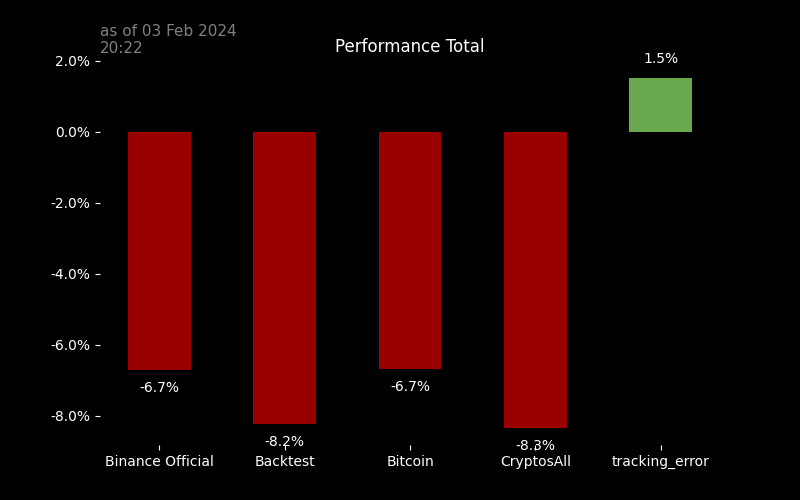 as of 03 Feb 2024
20:22
Performance Total
2.0%
0.0%
-2.0%
-4.0%
-6.0%
-8.0%
1.5%
-6.7%
-8.2%
-6.7%
-8.3%
Binance Official
Backtest
Bitcoin
CryptosAll
tracking_error